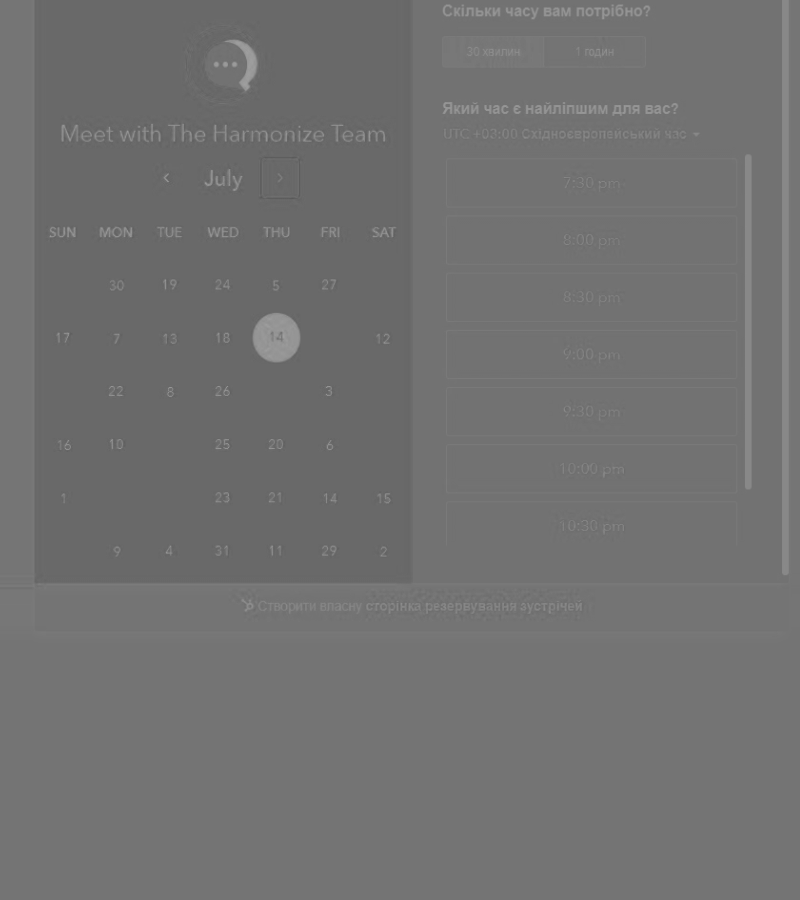 Meet with The Harmonize Team
July
SUN MON TUE WED THU FRI SAT
30 19 24 5 27
17 7 13 18 14 12
22 8 26 3
16 10 25 20 6
1 23 21 14 15
9 4 31 11 29 2
Скільки часу вам потрібно?
30 хвилин 1 годин
Який час є найліпшим для вас?
UTC +03:00 Східноєвропейський час
7:30 pm
8:00 pm
8:30 pm
9:00 pm
9:30 pm
10:00 pm
10:30 pm
Створити власну сторінка резервування зустрічей